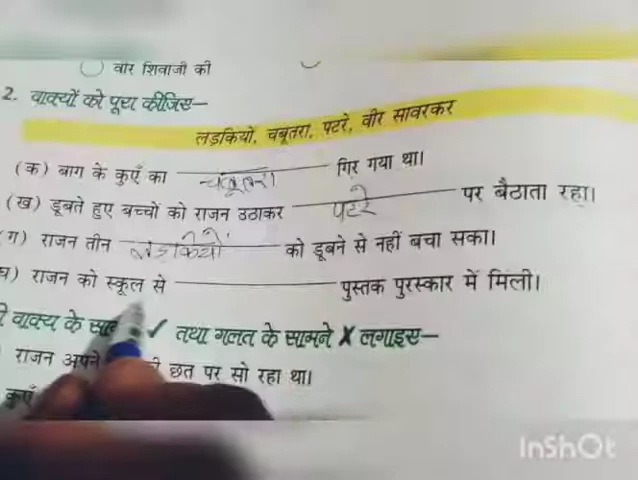 वीर शिवाजी की
2. वाक्यों को पूरा कीजिए—
लड़कियो, चबूतरा, पटरे, वीर सावरकर
(क) बाग के कुएँ का चबूतरा गिर गया था।
(ख) डूबते हुए बच्चों को राजन उठाकर पटरे पर बैठाता रहा।
ग) राजन तीन लड़कियों को डूबने से नहीं बचा सका।
घ) राजन को स्कूल से पुस्तक पुरस्कार में मिली।
वाक्य के ✓ तथा गलत के सामने ✗ लगाइए—
राजन अपने छत पर सो रहा था।
कुएँ
InShOt